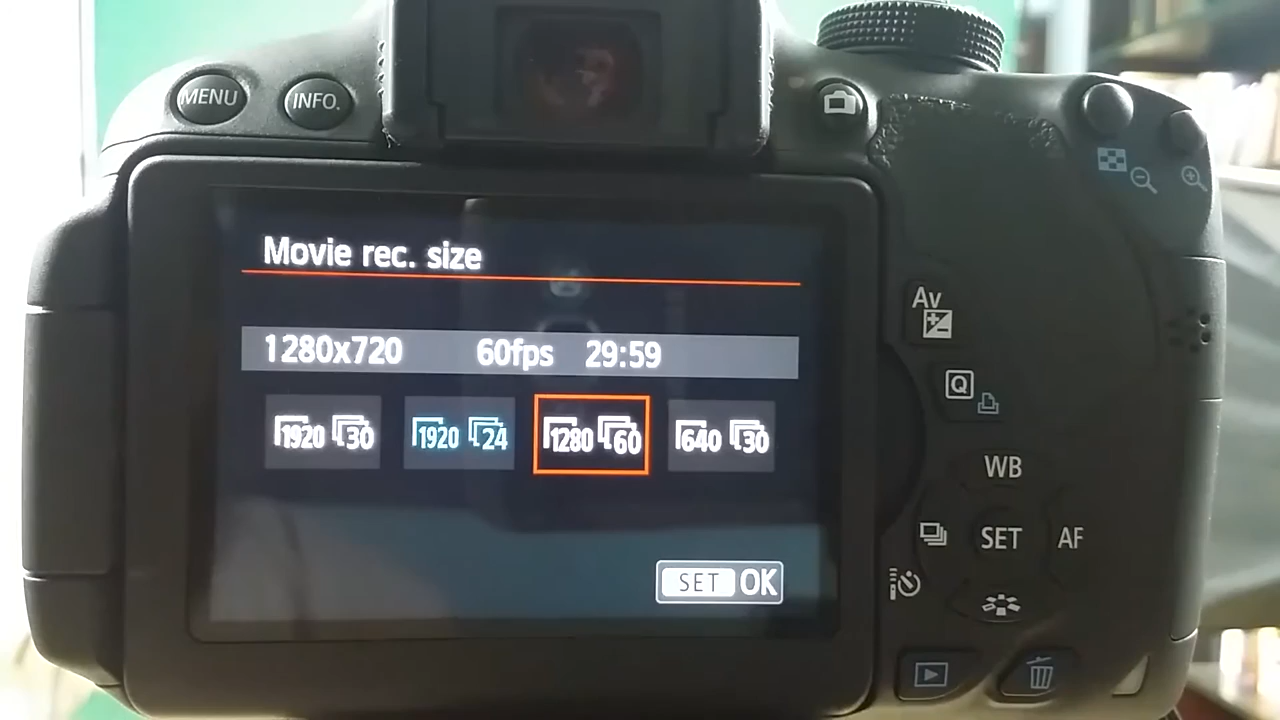 MENU INFO.
Movie rec. size
1280x720 60fps 29:59
1920 30 1920 24 1280 60 640 30
SET OK
Av
Q
WB
SET AF